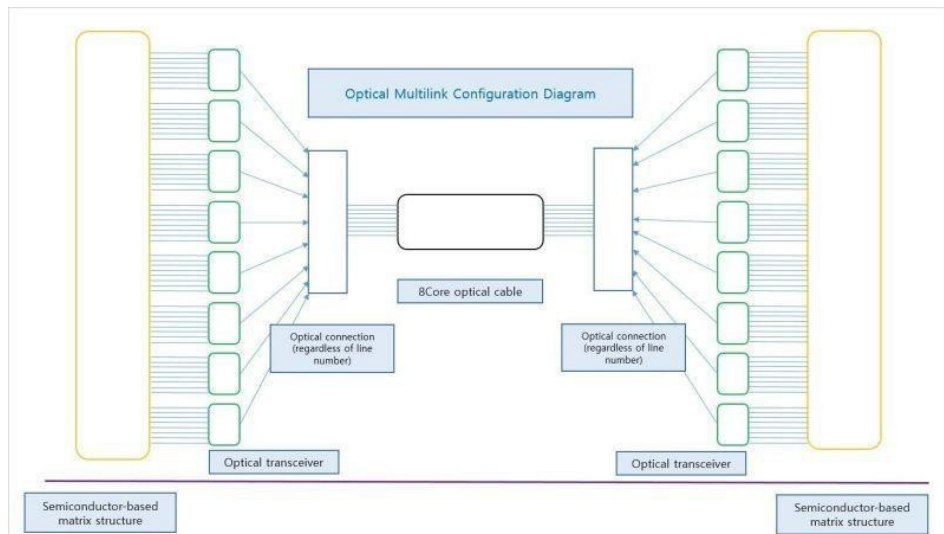 Optical Multilink Configuration Diagram
8Core optical cable
Optical connection
(regardless of line
number)
Optical connection
(regardless of line
number)
Optical transceiver
Optical transceiver
Semiconductor-based
matrix structure
Semiconductor-based
matrix structure